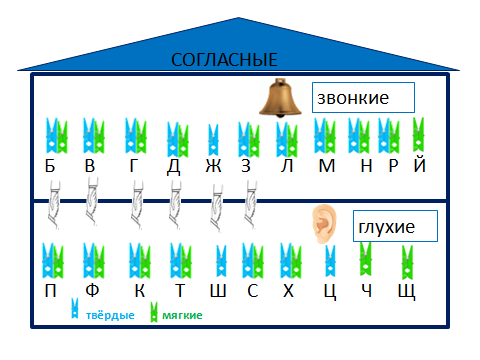 СОГЛАСНЫЕ
звонкие
Б В Г Д Ж З Л М Н Р Й
глухие
П Ф К Т Ш С Х Ц Ч Щ
твёрдые мягкие